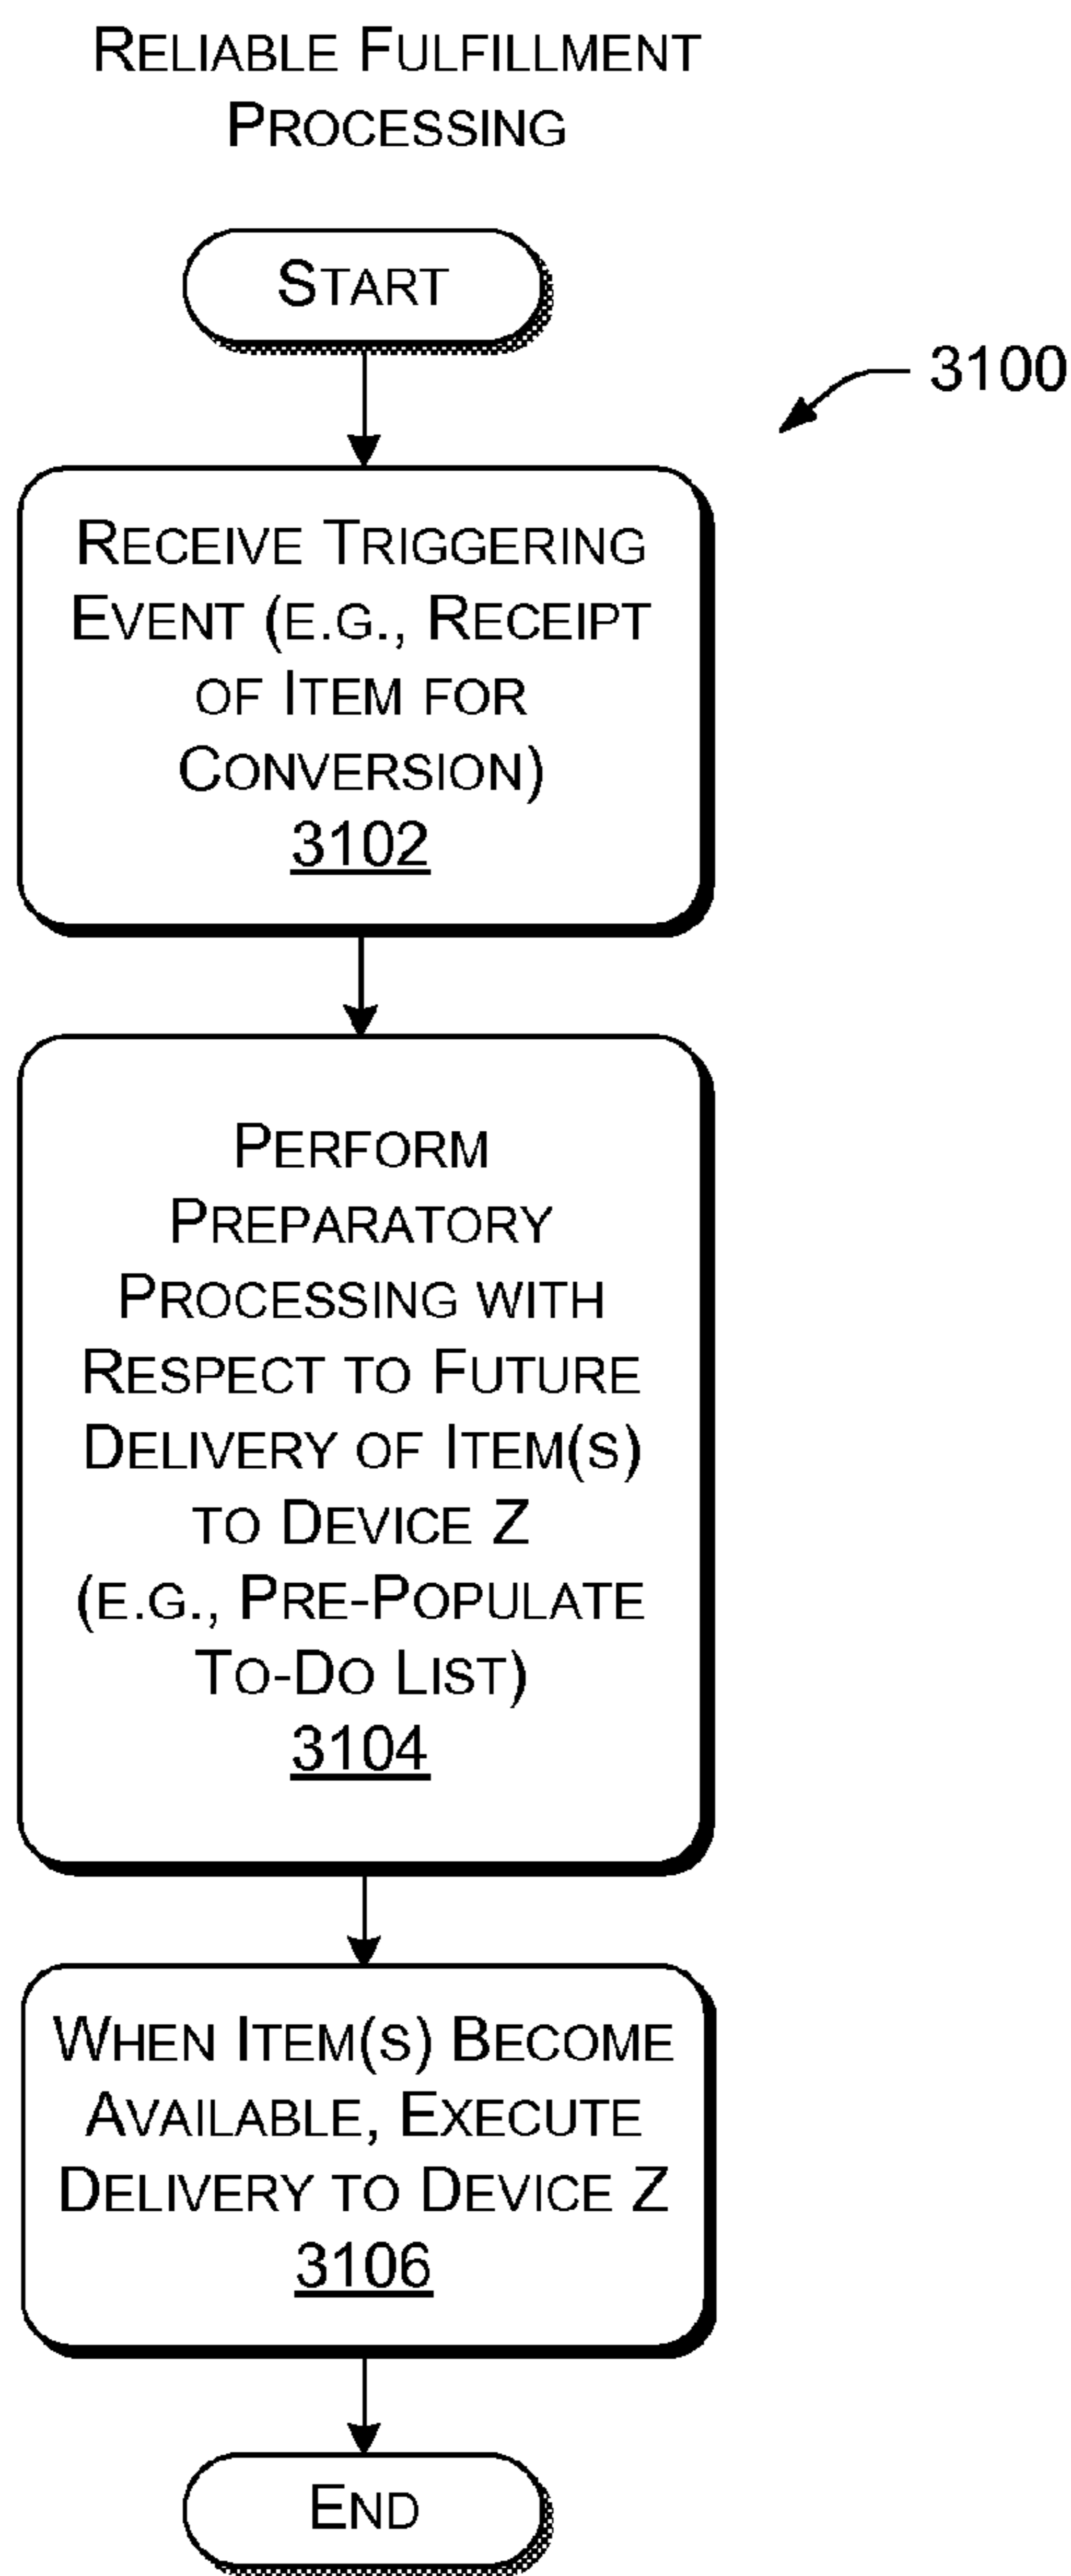 RELIABLE FULFILLMENT
PROCESSING
START
3100
RECEIVE TRIGGERING
EVENT (E.G., RECEIPT
OF ITEM FOR
CONVERSION)
3102
PERFORM
PREPARATORY
PROCESSING WITH
RESPECT TO FUTURE
DELIVERY OF ITEM(S)
TO DEVICE Z
(E.G., PRE-POPULATE
TO-DO LIST)
3104
WHEN ITEM(S) BECOME
AVAILABLE, EXECUTE
DELIVERY TO DEVICE Z
3106
END